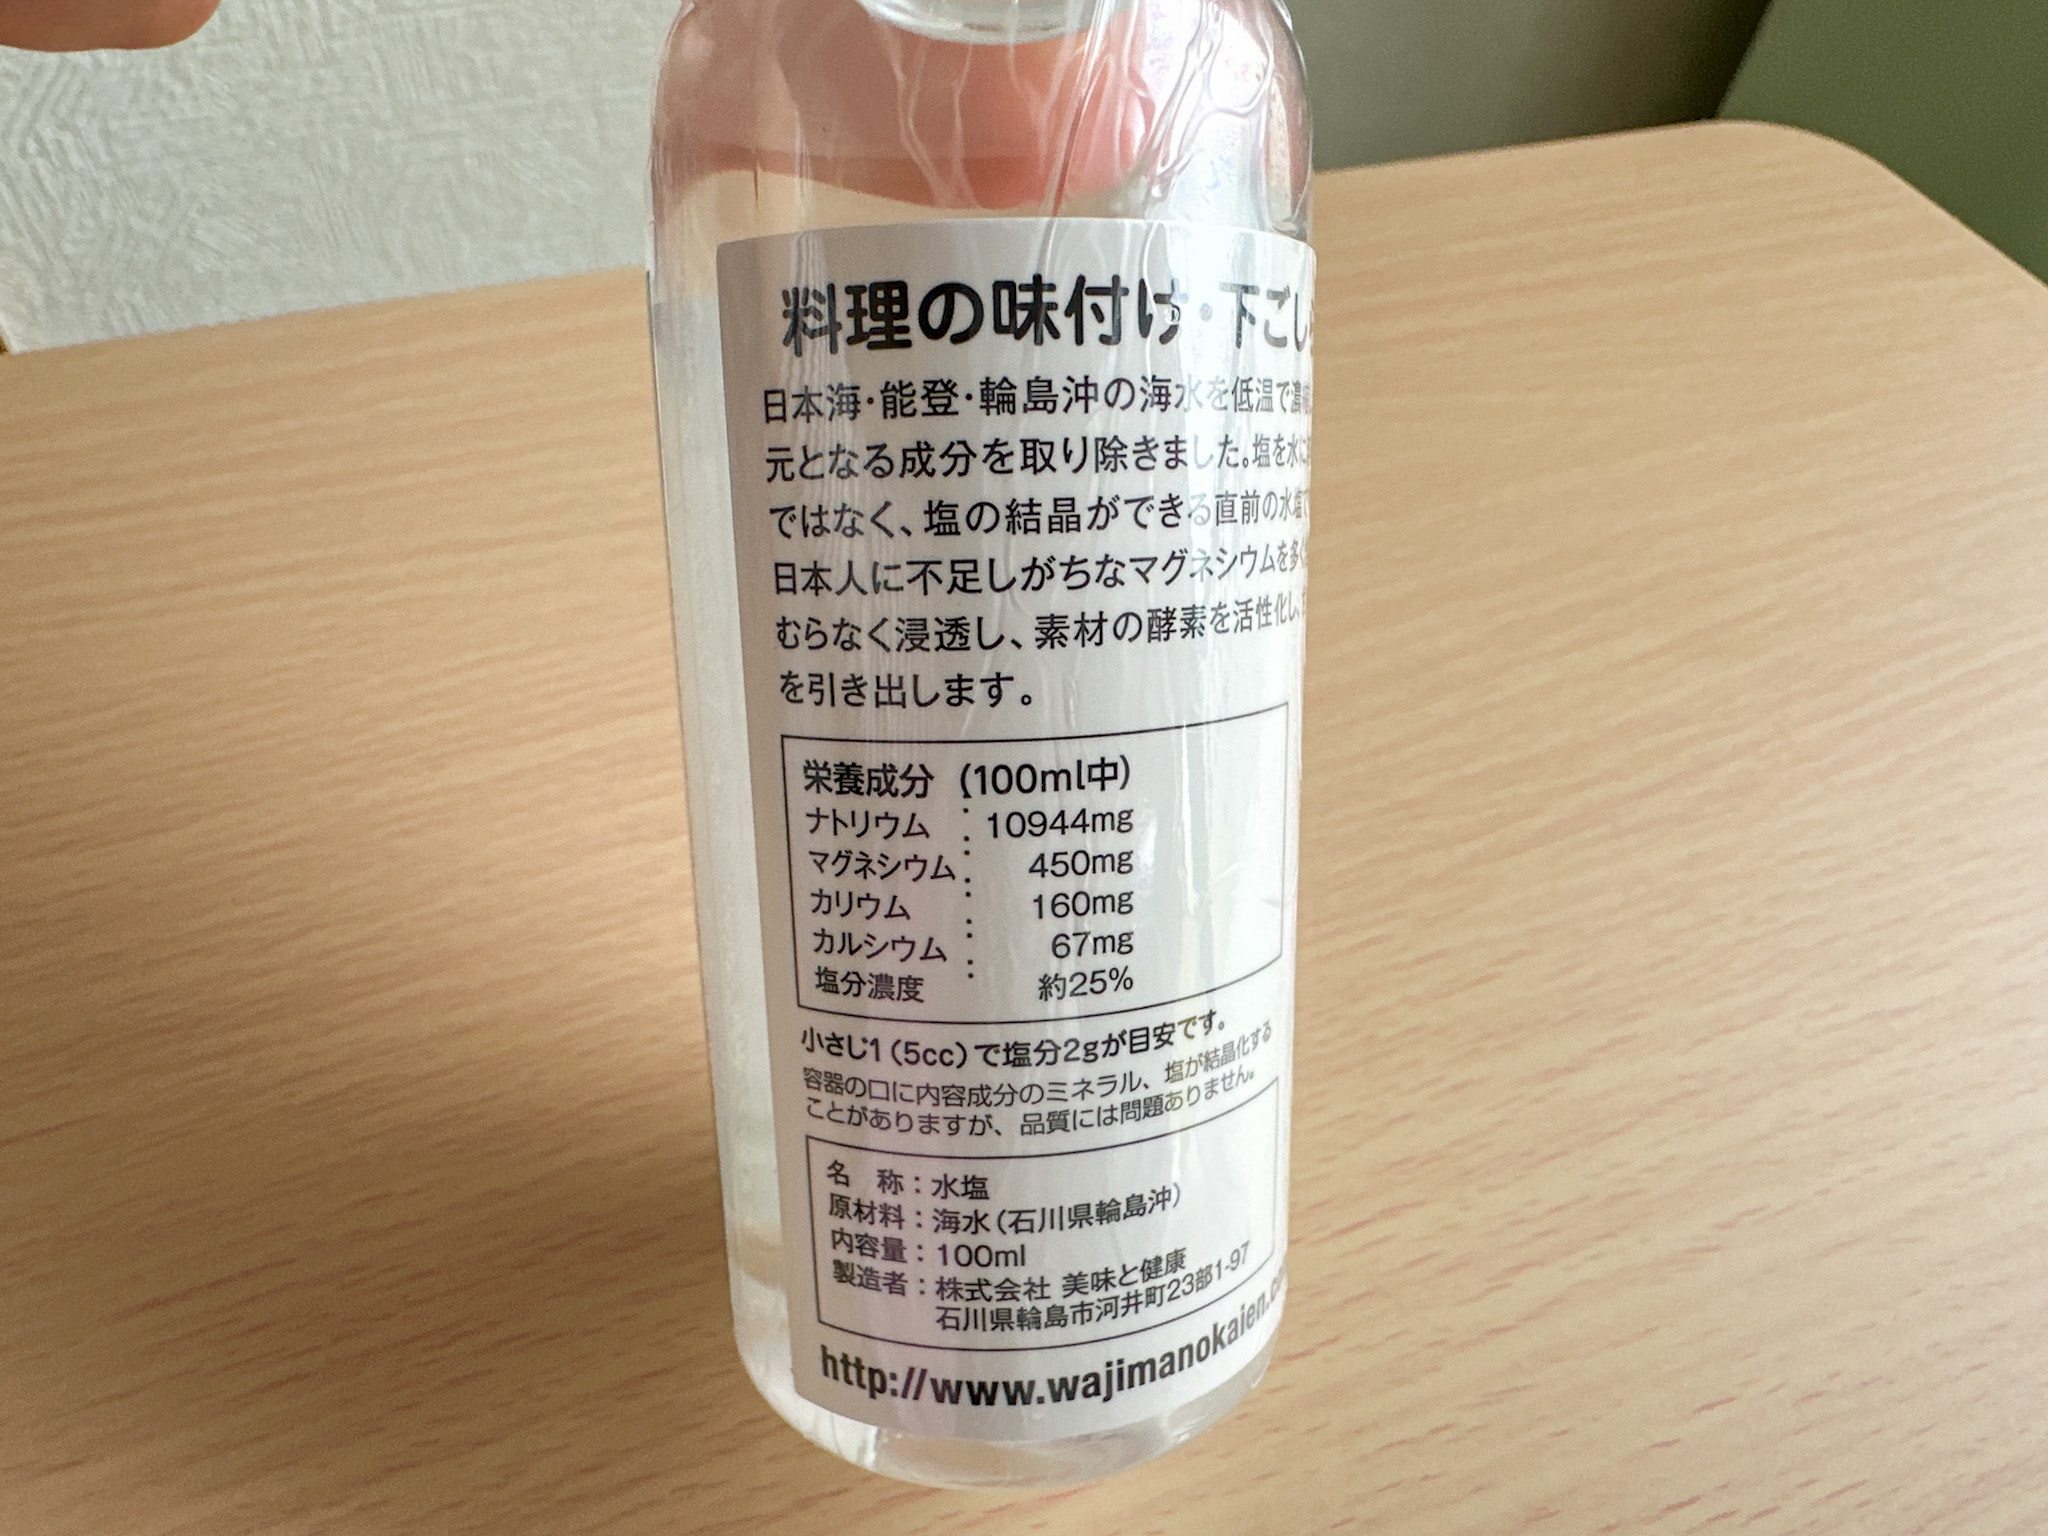 料理の味付け・下ごし
日本海・能登・輪島沖の海水を低温で濃
元となる成分を取り除きました。塩を水に
ではなく、塩の結晶ができる直前の水塩で
日本人に不足しがちなマグネシウムを多く
むらなく浸透し、素材の酵素を活性化し、
を引き出します。
栄養成分 (100ml中)
ナトリウム : 10944mg
マグネシウム : 450mg
カリウム : 160mg
カルシウム : 67mg
塩分濃度 : 約25%
小さじ1(5cc)で塩分2gが目安です。
容器の口に内容成分のミネラル、塩が結晶化する
ことがありますが、品質には問題ありません。
名 称:水塩
原材料:海水(石川県輪島沖)
内容量:100ml
製造者:株式会社 美味と健康
石川県輪島市河井町23部1-97
http://www.wajimanokaien.c